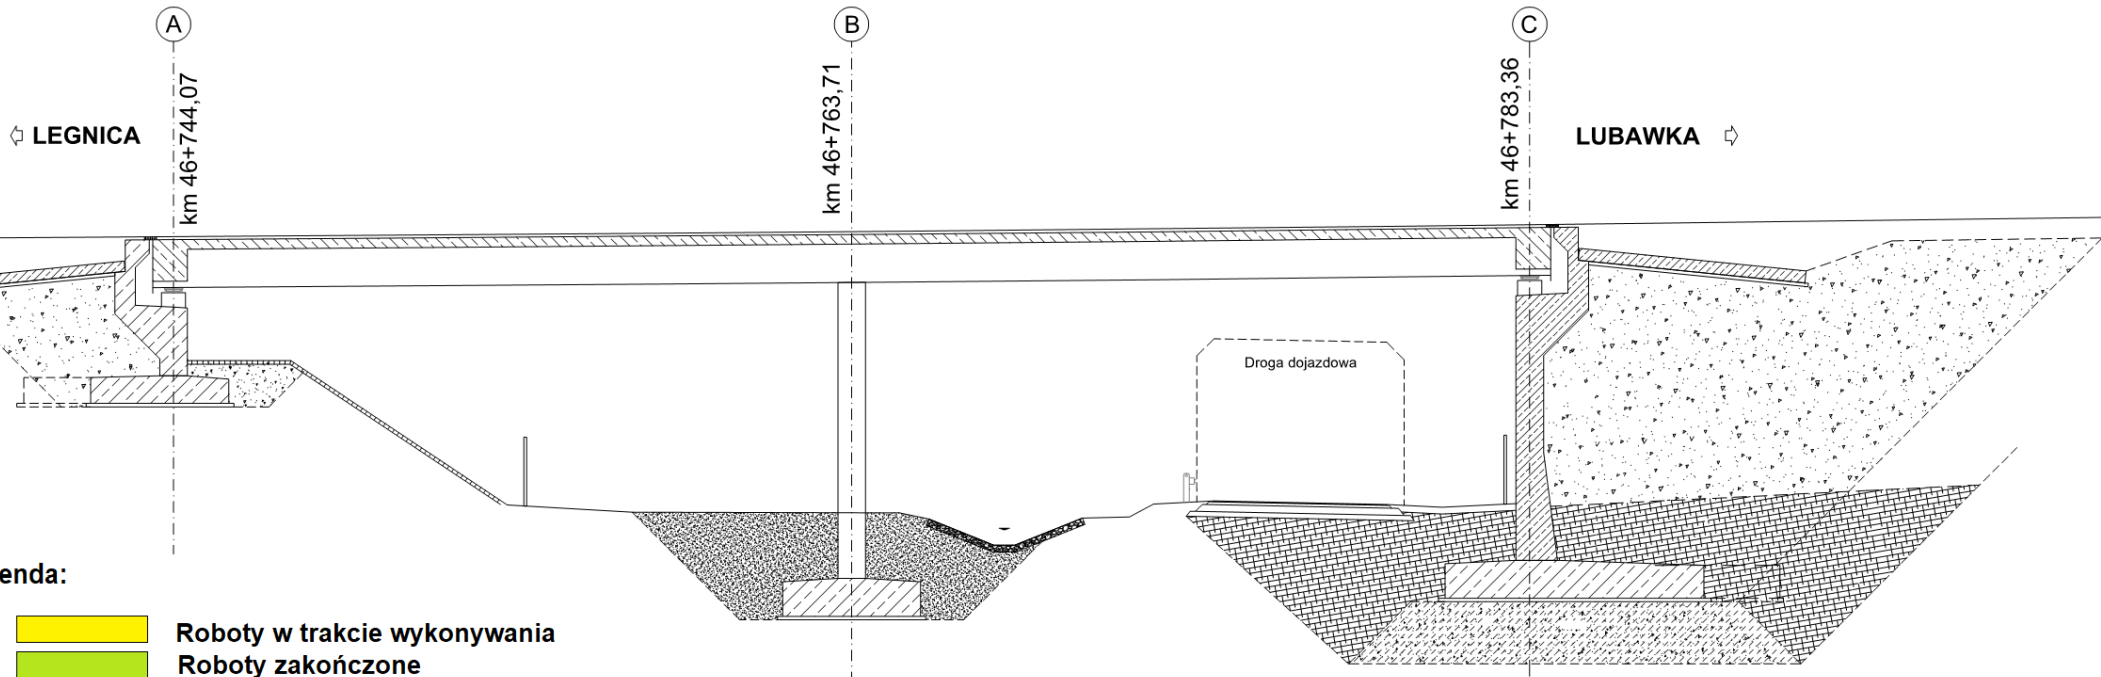 A
B
C
km 46+744,07
km 46+763,71
km 46+783,36
LEGNICA
LUBAWKA
Droga dojazdowa
enda:
Roboty w trakcie wykonywania
Roboty zakończone